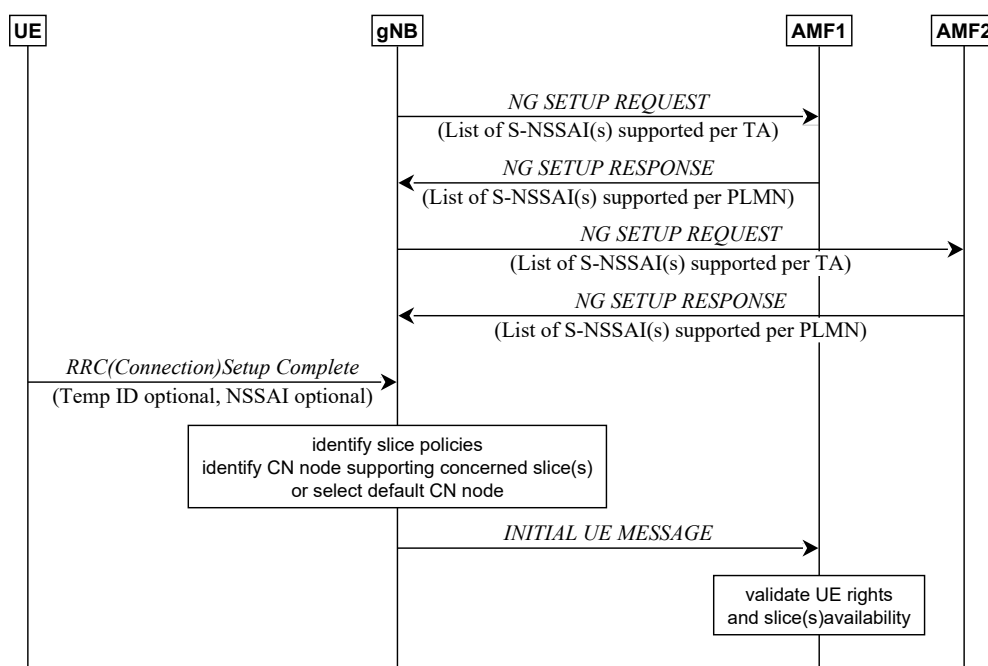 UE
gNB
AMF1
AMF2
NG SETUP REQUEST
(List of S-NSSAI(s) supported per TA)
NG SETUP RESPONSE
(List of S-NSSAI(s) supported per PLMN)
NG SETUP REQUEST
(List of S-NSSAI(s) supported per TA)
NG SETUP RESPONSE
(List of S-NSSAI(s) supported per PLMN)
RRC(Connection)Setup Complete
(Temp ID optional, NSSAI optional)
identify slice policies
identify CN node supporting concerned slice(s)
or select default CN node
INITIAL UE MESSAGE
validate UE rights
and slice(s)availability